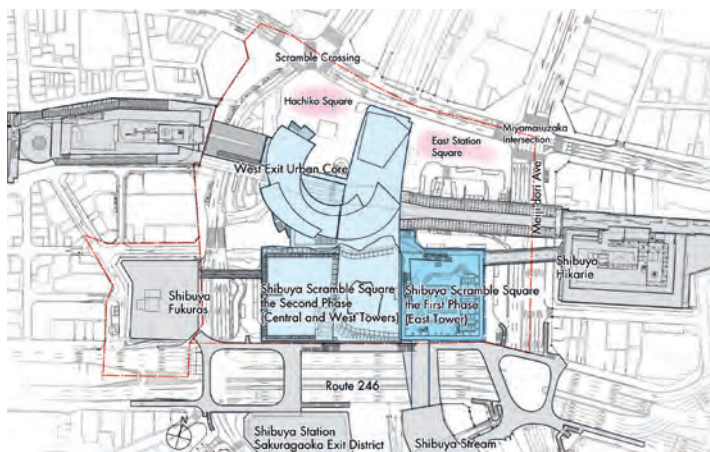 Scramble Crossing
Hachiko Square
Miyamasuzaka
Intersection
East Station
Square
West Exit Urban Core
Meijidori Ave
Shibuya
Hikarie
Shibuya
Fukuras
Shibuya Scramble Square
the Second Phase
(Central and West Towers)
Shibuya Scramble Square
the First Phase
(East Tower)
Route 246
Shibuya Station
Sakuragaoka Exit District
Shibuya Stream
N